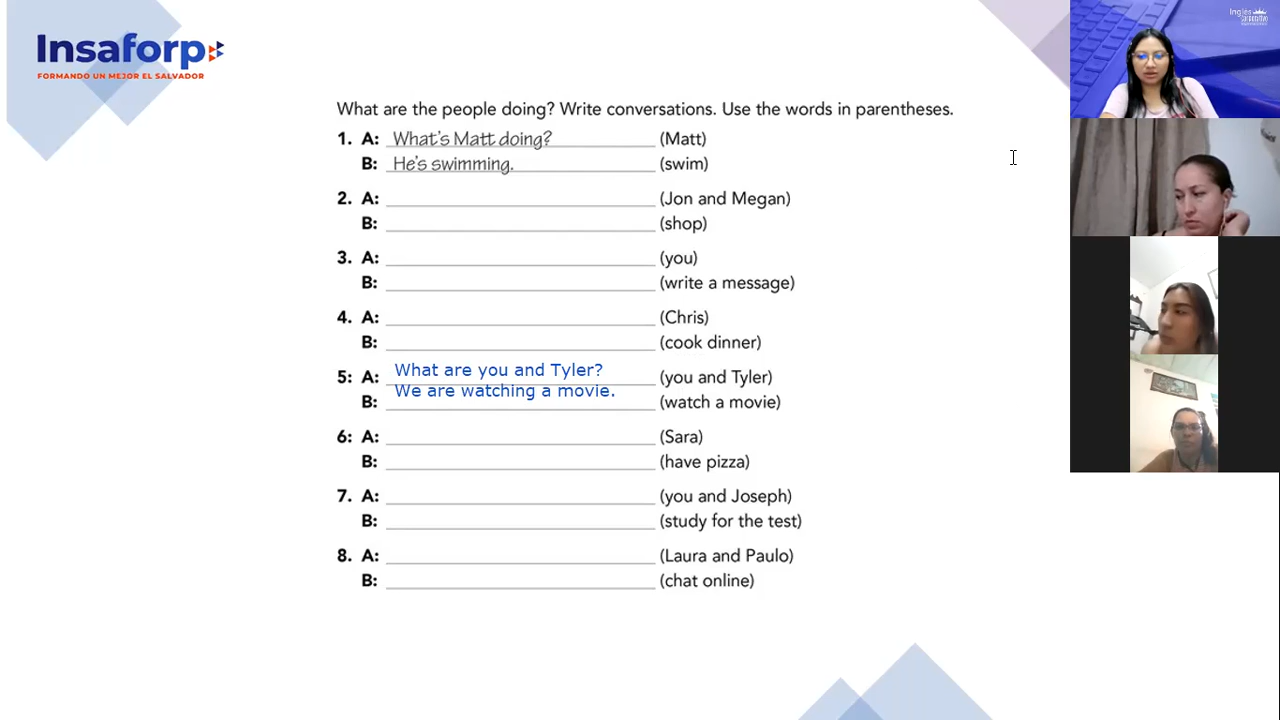 Insaforp
FORMANDO UN MEJOR EL SALVADOR
Inglés
What are the people doing? Write conversations. Use the words in parentheses.
1. A: What's Matt doing? (Matt)
B: He's swimming. (swim)
2. A: (Jon and Megan)
B: (shop)
3. A: (you)
B: (write a message)
4. A: (Chris)
B: (cook dinner)
5: A: What are you and Tyler? (you and Tyler)
B: We are watching a movie. (watch a movie)
6: A: (Sara)
B: (have pizza)
7. A: (you and Joseph)
B: (study for the test)
8. A: (Laura and Paulo)
B: (chat online)